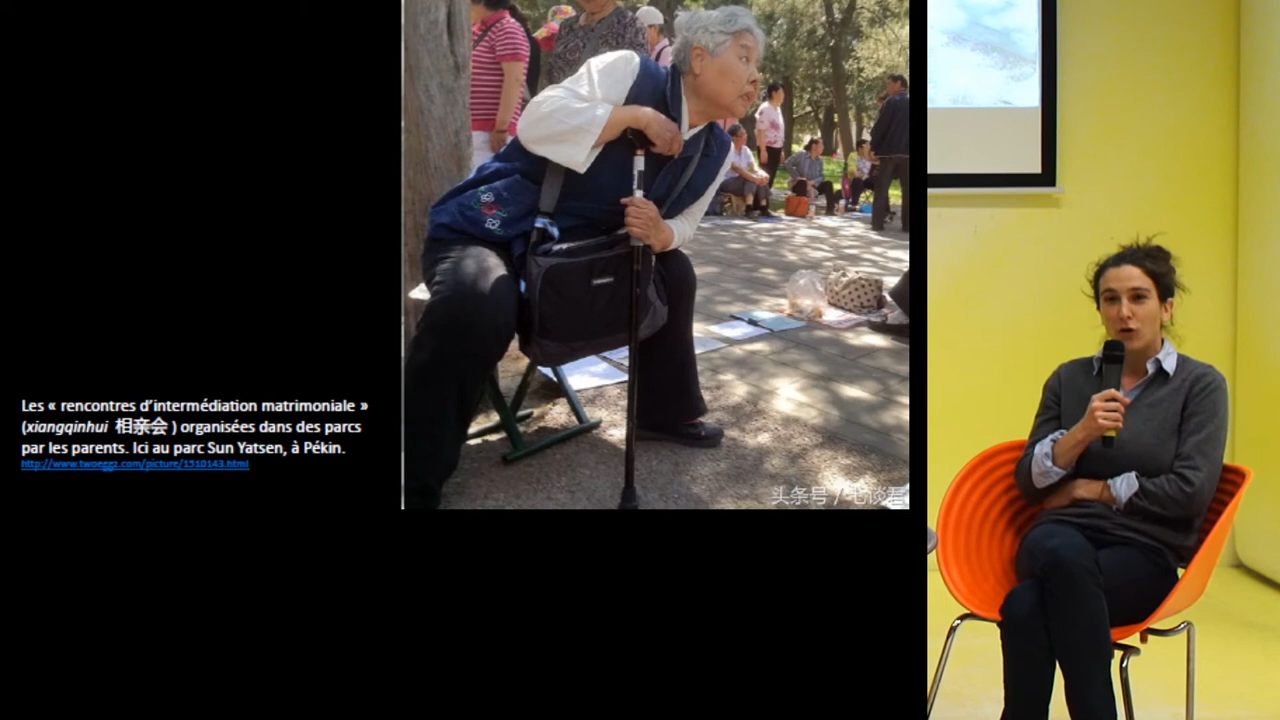 Les « rencontres d'intermédiation matrimoniale »
(xiangqinhui 相亲会 ) organisées dans des parcs
par les parents. Ici au parc Sun Yatsen, à Pékin.
http://www.twoeggz.com/picture/1510143.html
头条号 / 七谈君